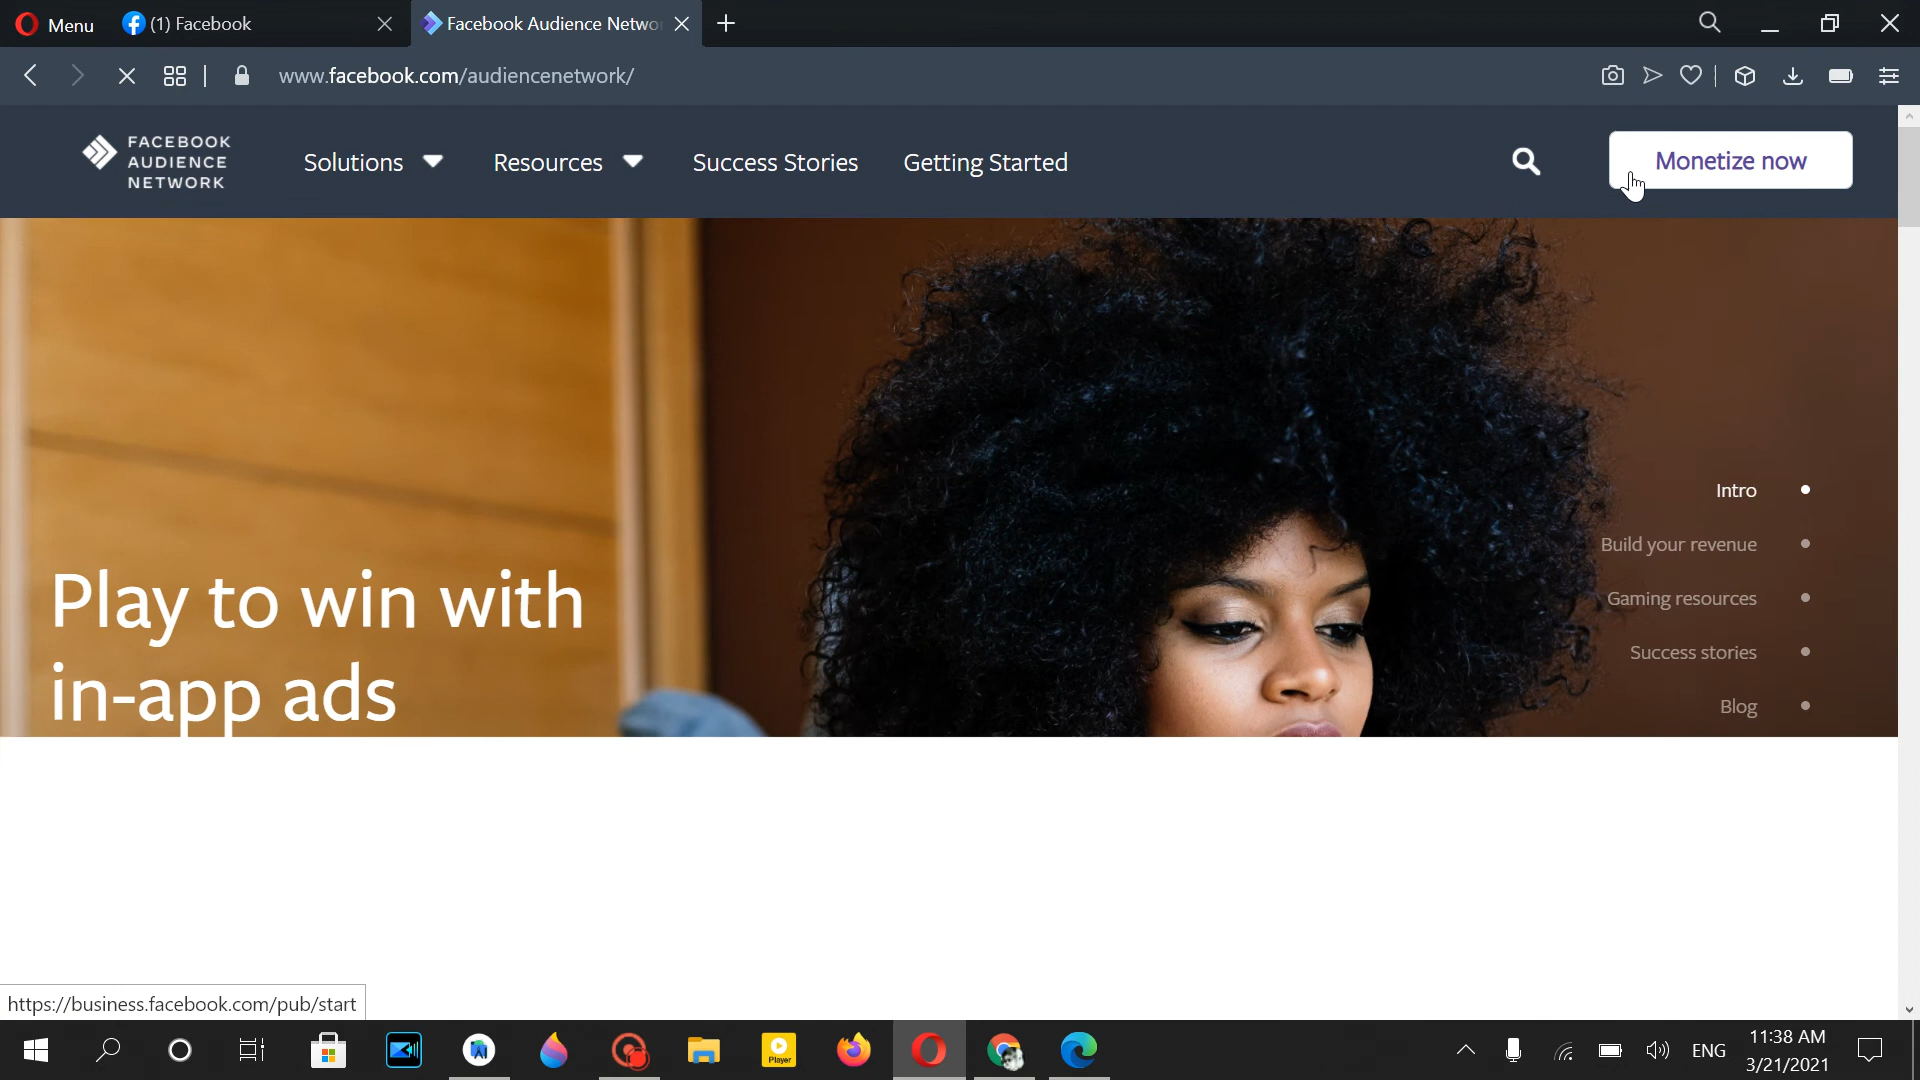 Menu
(1) Facebook
Facebook Audience Netwo
www.facebook.com/audiencenetwork/
FACEBOOK
AUDIENCE
NETWORK
Solutions
Resources
Success Stories
Getting Started
Monetize now
Intro
Build your revenue
Gaming resources
Success stories
Blog
Play to win with
in-app ads
https://business.facebook.com/pub/start
Player
ENG
11:38 AM
3/21/2021